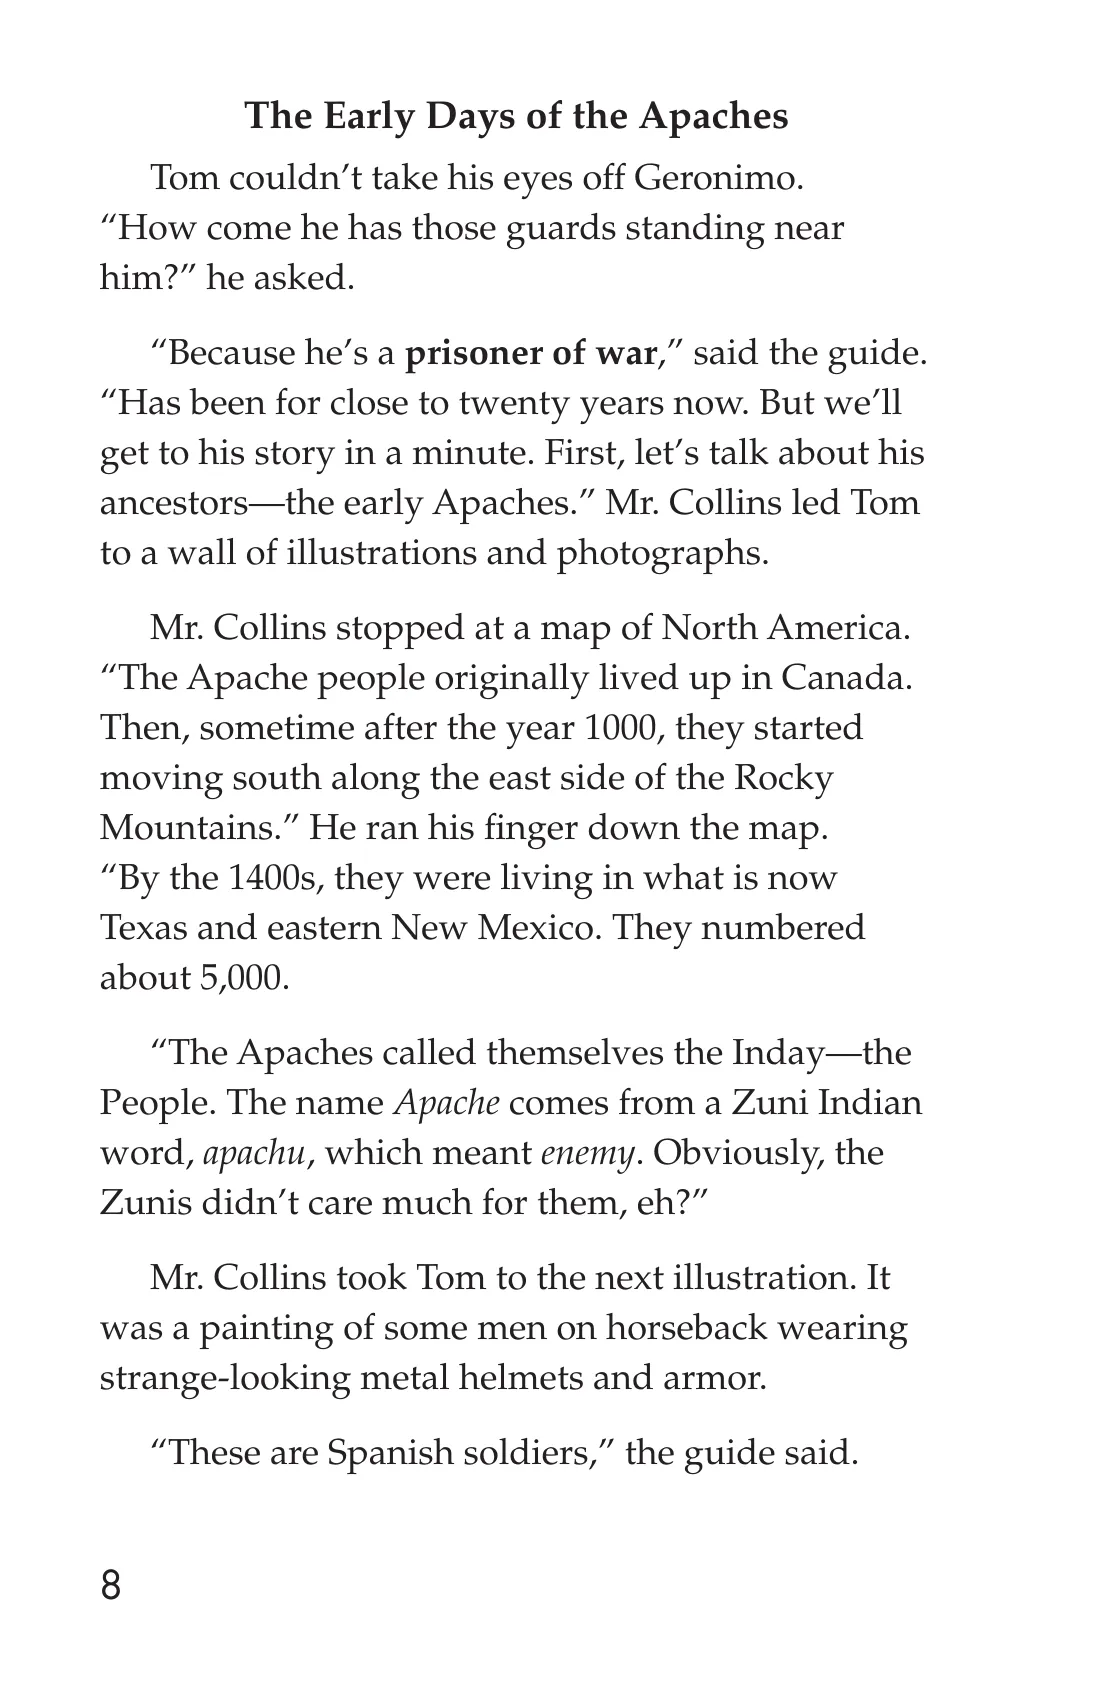 The Early Days of the Apaches
Tom couldn’t take his eyes off Geronimo.
“How come he has those guards standing near
him?” he asked.
“Because he’s a prisoner of war,” said the guide.
“Has been for close to twenty years now. But we’ll
get to his story in a minute. First, let’s talk about his
ancestors—the early Apaches.” Mr. Collins led Tom
to a wall of illustrations and photographs.
Mr. Collins stopped at a map of North America.
“The Apache people originally lived up in Canada.
Then, sometime after the year 1000, they started
moving south along the east side of the Rocky
Mountains.” He ran his finger down the map.
“By the 1400s, they were living in what is now
Texas and eastern New Mexico. They numbered
about 5,000.
“The Apaches called themselves the Inday—the
People. The name Apache comes from a Zuni Indian
word, apachu, which meant enemy. Obviously, the
Zunis didn’t care much for them, eh?”
Mr. Collins took Tom to the next illustration. It
was a painting of some men on horseback wearing
strange-looking metal helmets and armor.
“These are Spanish soldiers,” the guide said.
8